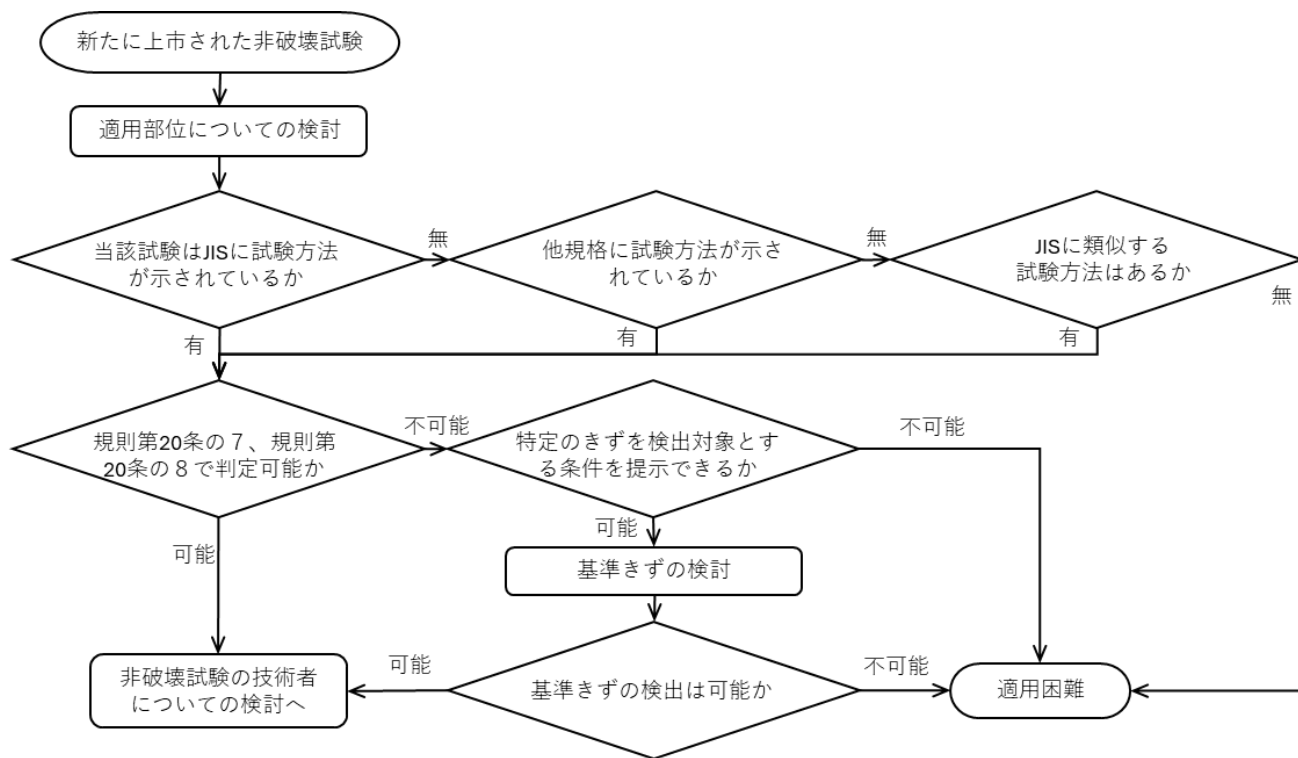 新たに上市された非破壊試験
適用部位についての検討
当該試験はJISに試験方法
が示されているか
無
他規格に試験方法が示さ
れているか
無
JISに類似する
試験方法はあるか
無
有
有
有
規則第20条の７、規則第
20条の８で判定可能か
不可能
特定のきずを検出対象とす
る条件を提示できるか
不可能
可能
可能
基準きずの検討
非破壊試験の技術者
についての検討へ
可能
基準きずの検出は可能か
不可能
適用困難